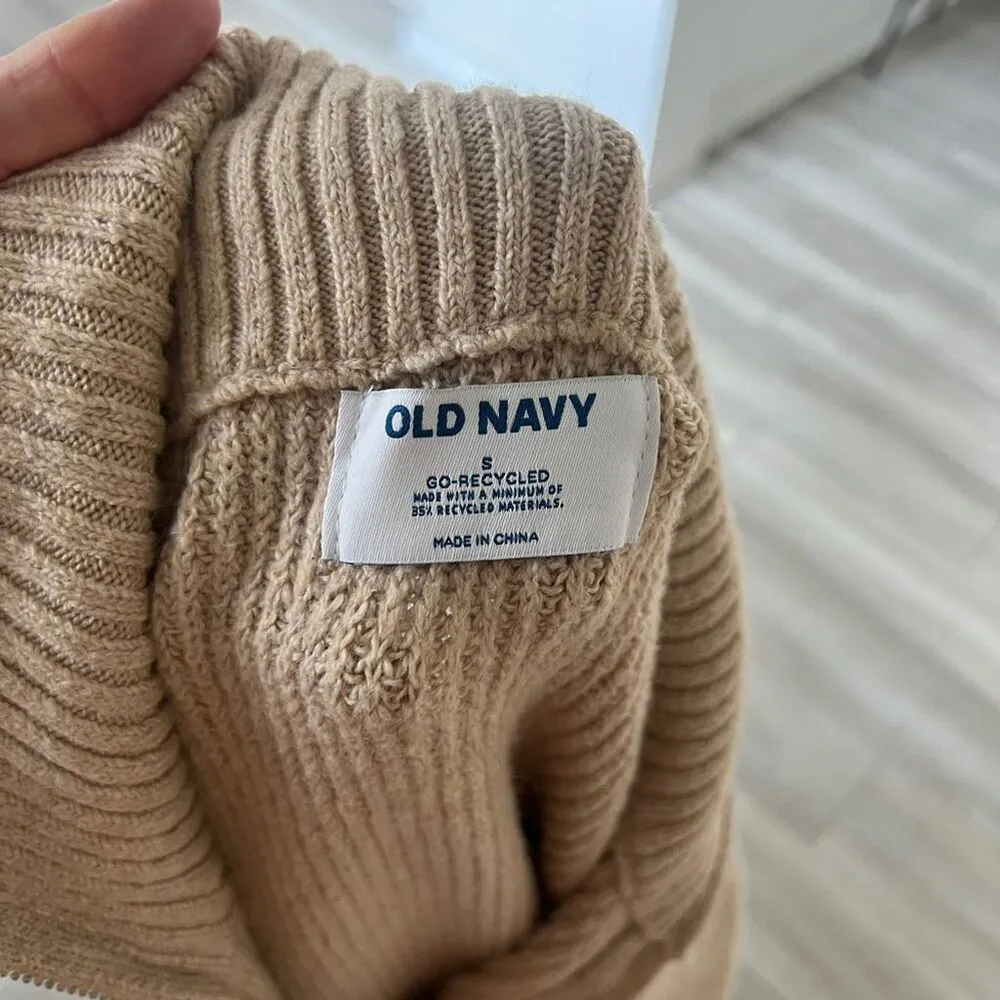 OLD NAVY
S
GO-RECYCLED
MADE WITH A MINIMUM OF
35% RECYCLED MATERIALS.
MADE IN CHINA